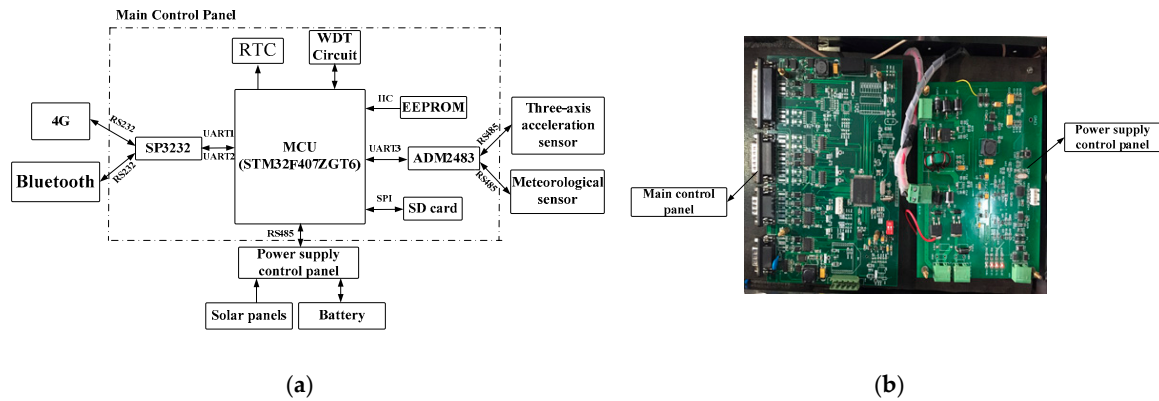 Main Control Panel
RTC
WDT
Circuit
IIC
EEPROM
Three-axis
acceleration
sensor
4G
RS232
SP3232
UART1
UART2
MCU
(STM32F407ZGT6)
UART3
ADM2483
RS485
Bluetooth
RS232
RS485
Meteorological
sensor
SPI
SD card
RS485
Power supply
control panel
Solar panels
Battery
Main control
panel
Power supply
control panel
(a)
(b)